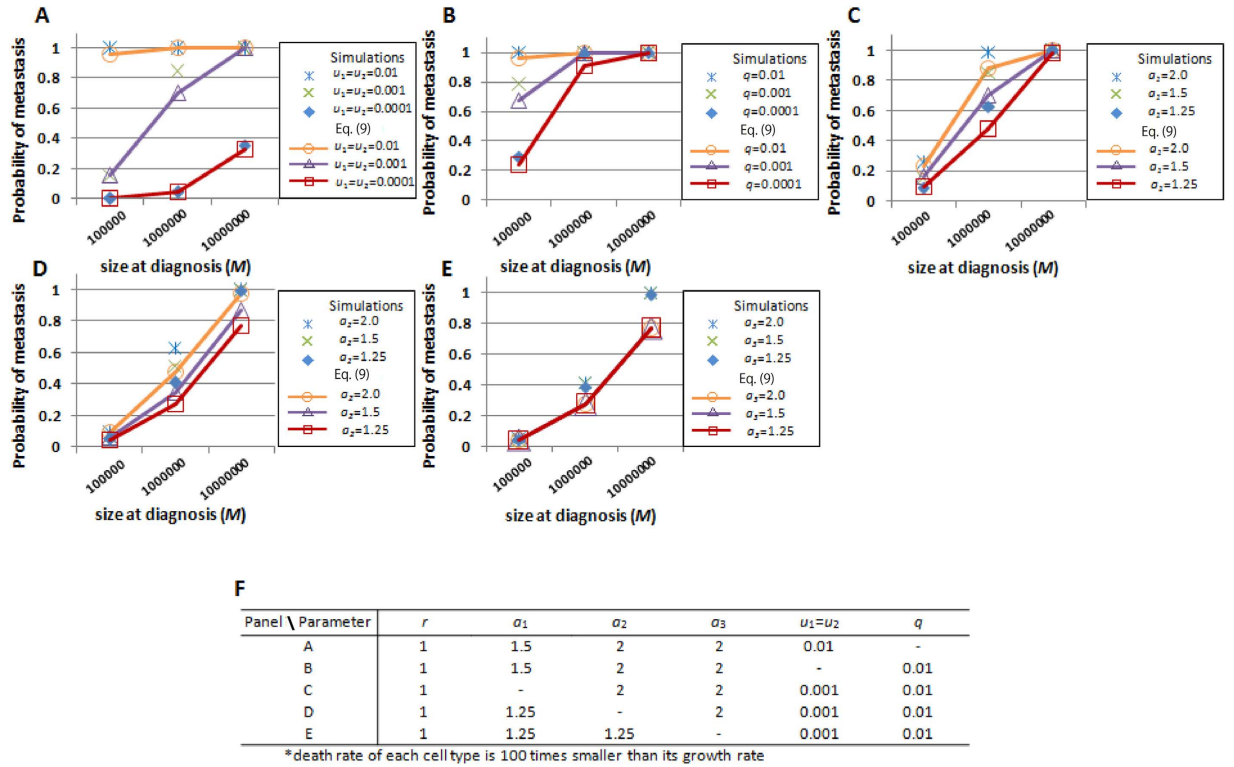 A
Probability of metastasis
1
0.8
0.6
0.4
0.2
0
100000
1000000
10000000
size at diagnosis (M)
Simulations
u₁=u₂=0.01
u₁=u₂=0.001
u₁=u₂=0.0001
Eq. (9)
u₁=u₂=0.01
u₁=u₂=0.001
u₁=u₂=0.0001
B
Probability of metastasis
1
0.8
0.6
0.4
0.2
0
100000
1000000
10000000
size at diagnosis (M)
Simulations
q=0.01
q=0.001
q=0.0001
Eq. (9)
q=0.01
q=0.001
q=0.0001
C
Probability of metastasis
1
0.8
0.6
0.4
0.2
0
100000
1000000
10000000
size at diagnosis (M)
Simulations
a₁=2.0
a₁=1.5
a₁=1.25
Eq. (9)
a₁=2.0
a₁=1.5
a₁=1.25
D
Probability of metastasis
1
0.8
0.6
0.4
0.2
0
100000
1000000
10000000
size at diagnosis (M)
Simulations
a₂=2.0
a₂=1.5
a₂=1.25
Eq. (9)
a₂=2.0
a₂=1.5
a₂=1.25
E
Probability of metastasis
1
0.8
0.6
0.4
0.2
0
100000
1000000
10000000
size at diagnosis (M)
Simulations
a₃=2.0
a₃=1.5
a₃=1.25
Eq. (9)
a₃=2.0
a₃=1.5
a₃=1.25
F
Panel \ Parameter r a₁ a₂ a₃ u₁=u₂ q
A 1 1.5 2 2 0.01 -
B 1 1.5 2 2 - 0.01
C 1 - 2 2 0.001 0.01
D 1 1.25 - 2 0.001 0.01
E 1 1.25 1.25 - 0.001 0.01
*death rate of each cell type is 100 times smaller than its growth rate